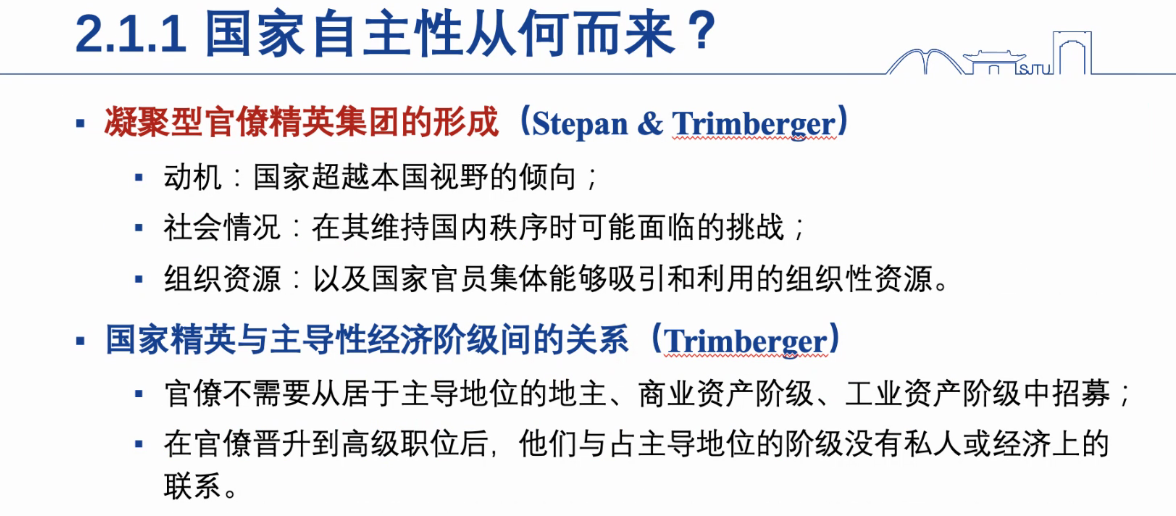 2.1.1 国家自主性从何而来？
SJTU
▪ 凝聚型官僚精英集团的形成（Stepan & Trimberger）
▪ 动机：国家超越本国视野的倾向；
▪ 社会情况：在其维持国内秩序时可能面临的挑战；
▪ 组织资源：以及国家官员集体能够吸引和利用的组织性资源。
▪ 国家精英与主导性经济阶级间的关系（Trimberger）
▪ 官僚不需要从居于主导地位的地主、商业资产阶级、工业资产阶级中招募；
▪ 在官僚晋升到高级职位后，他们与占主导地位的阶级没有私人或经济上的
联系。